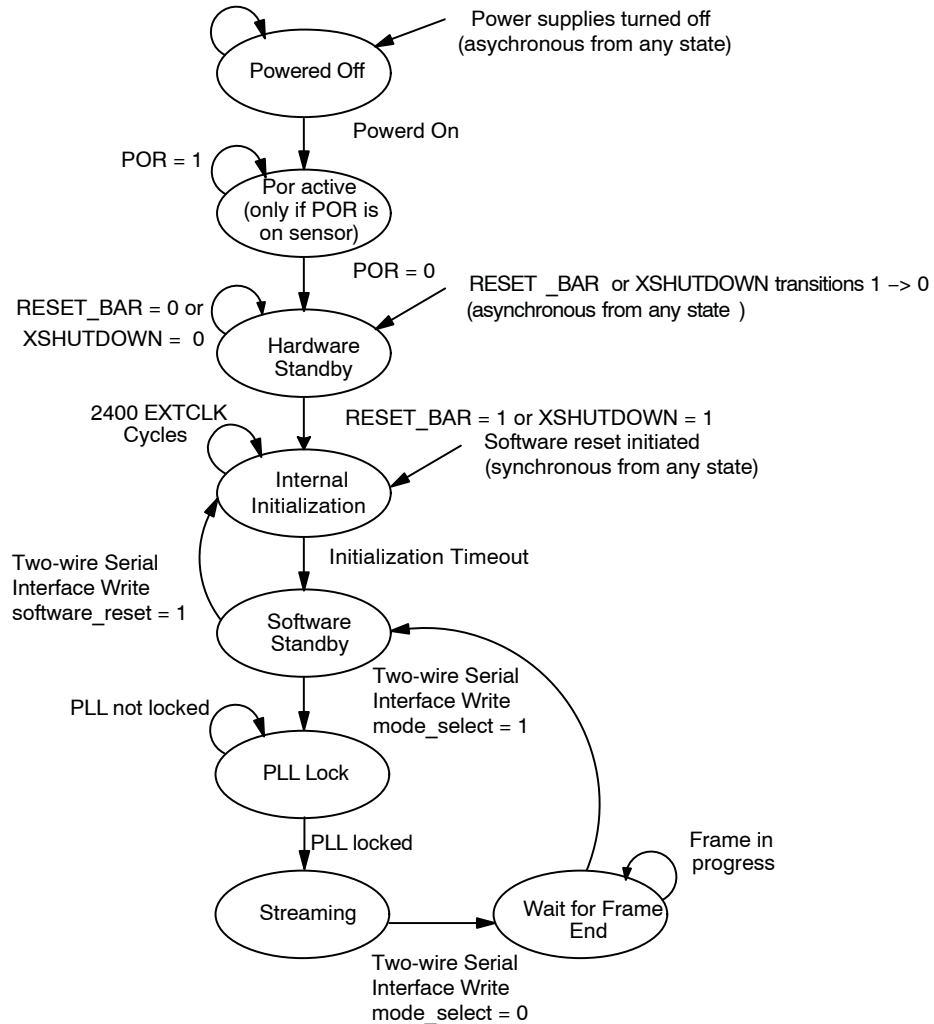 Power supplies turned off
(asychronous from any state)
Powered Off
Powerd On
POR = 1
Por active
(only if POR is
on sensor)
POR = 0
RESET _BAR or XSHUTDOWN transitions 1 −> 0
(asynchronous from any state )
RESET_BAR = 0 or
XSHUTDOWN = 0
Hardware
Standby
2400 EXTCLK
Cycles
RESET_BAR = 1 or XSHUTDOWN = 1
Software reset initiated
(synchronous from any state)
Internal
Initialization
Initialization Timeout
Two-wire Serial
Interface Write
software_reset = 1
Software
Standby
Two-wire Serial
Interface Write
mode_select = 1
PLL not locked
PLL Lock
PLL locked
Frame in
progress
Streaming
Wait for Frame
End
Two-wire Serial
Interface Write
mode_select = 0